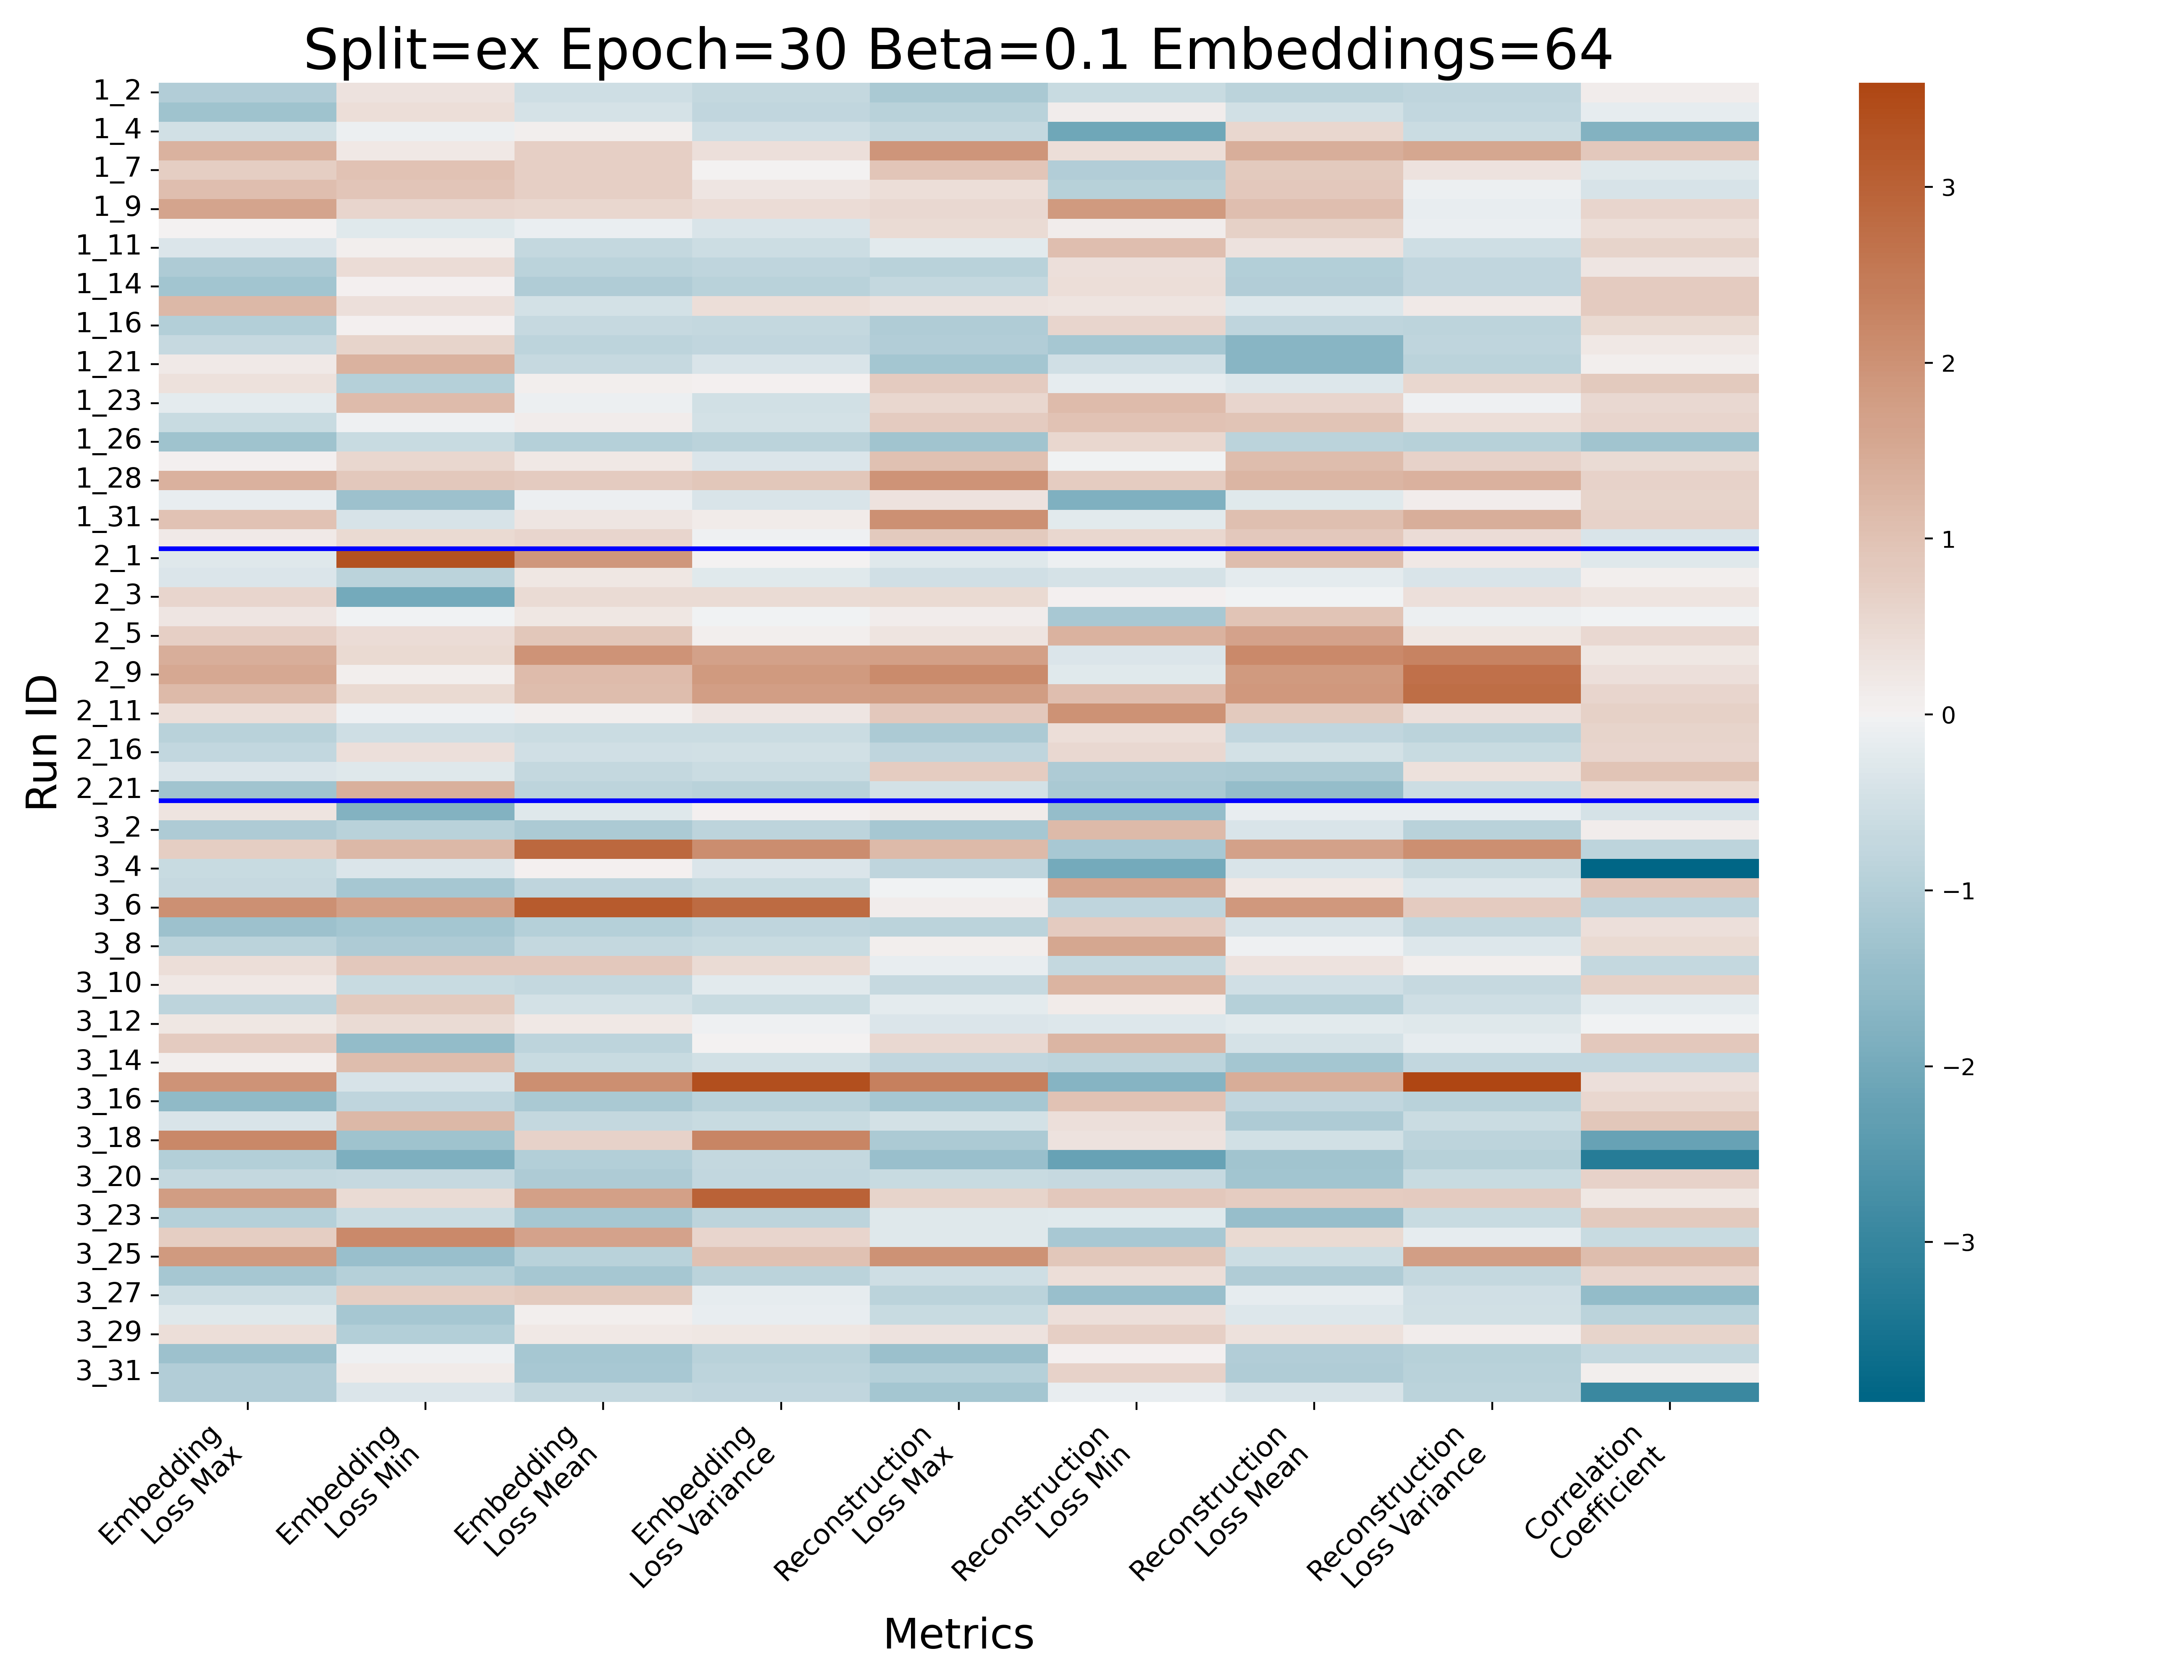 Split=ex Epoch=30 Beta=0.1 Embeddings=64
Run ID
1_2
1_4
1_7
1_9
1_11
1_14
1_16
1_21
1_23
1_26
1_28
1_31
2_1
2_3
2_5
2_9
2_11
2_16
2_21
3_2
3_4
3_6
3_8
3_10
3_12
3_14
3_16
3_18
3_20
3_23
3_25
3_27
3_29
3_31
Embedding
Loss Max
Embedding
Loss Min
Embedding
Loss Mean
Embedding
Loss Variance
Reconstruction
Loss Max
Reconstruction
Loss Min
Reconstruction
Loss Mean
Reconstruction
Loss Variance
Correlation
Coefficient
Metrics
3
2
1
0
−1
−2
−3